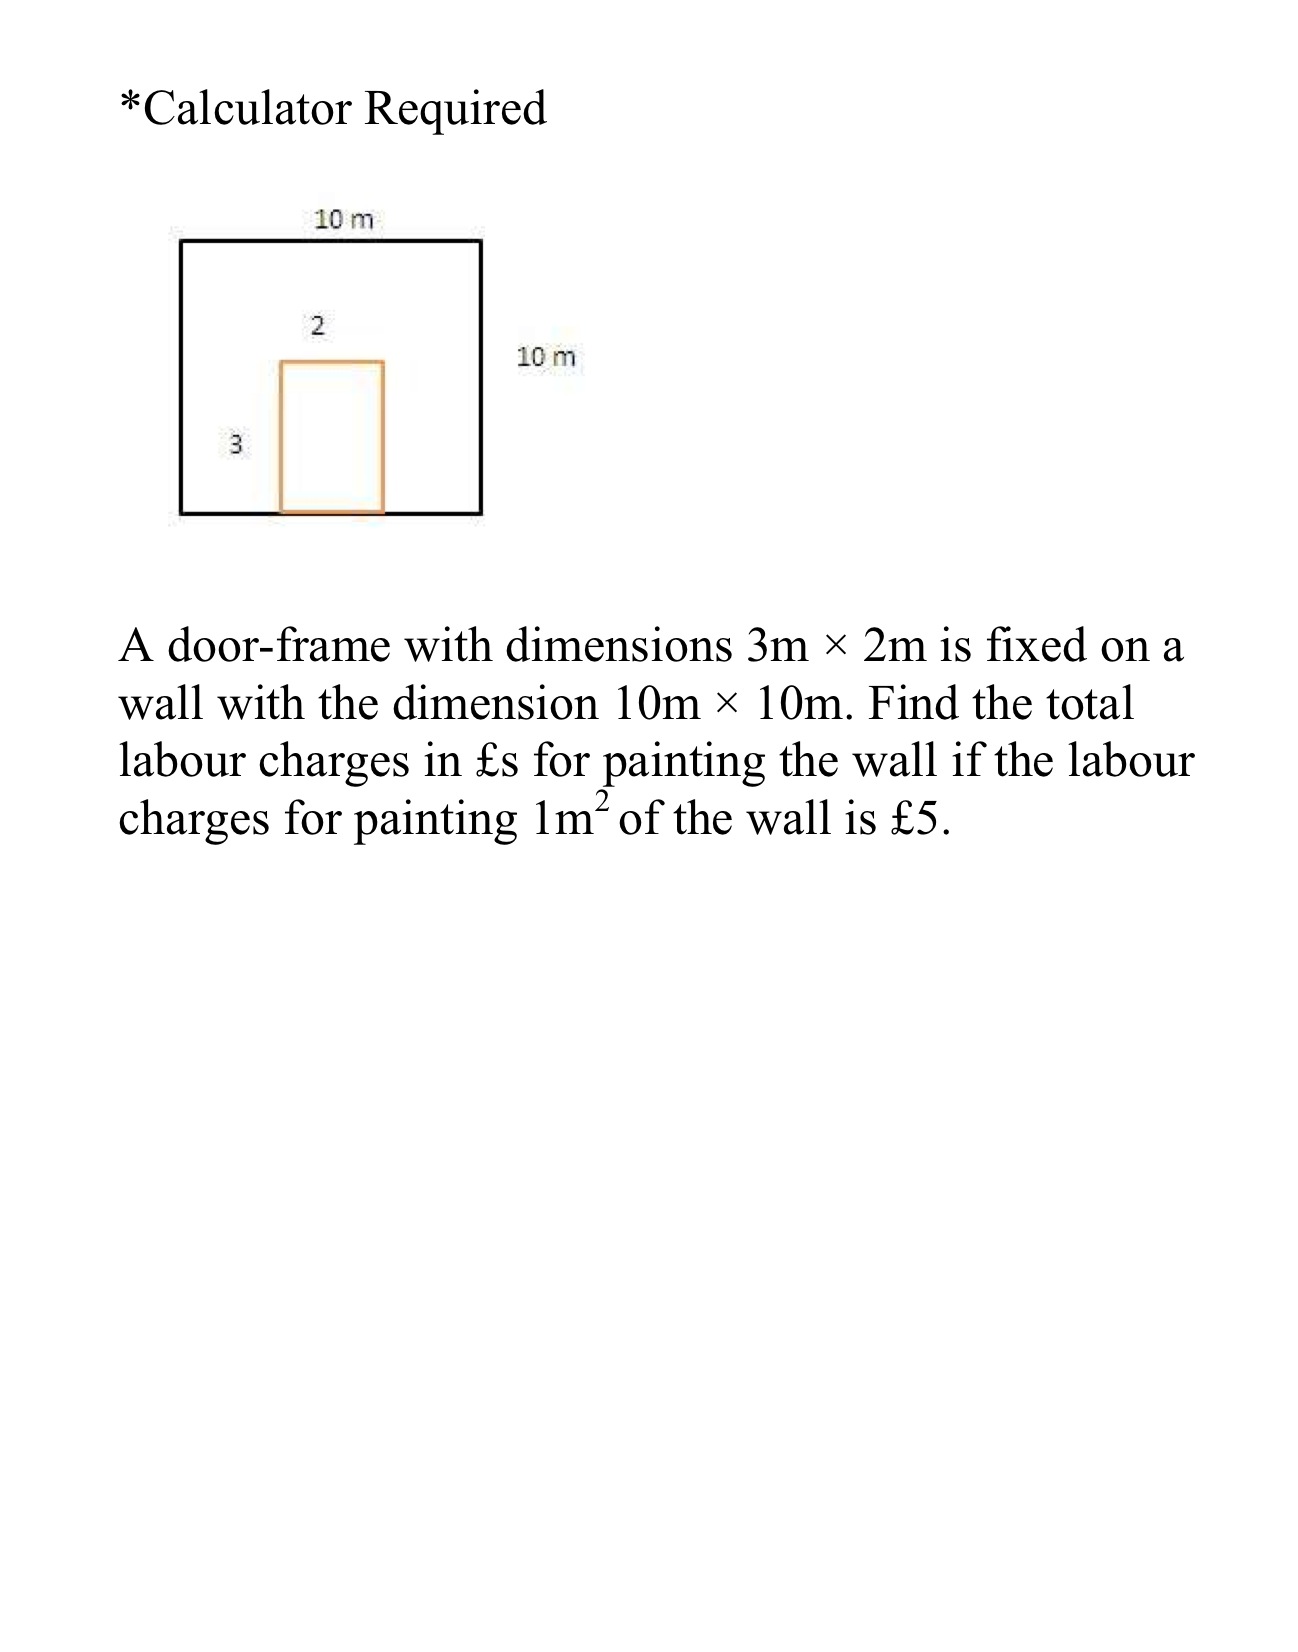 *Calculator Required
10 m
2
10 m
3
A door-frame with dimensions 3m × 2m is fixed on a
wall with the dimension 10m × 10m. Find the total
labour charges in £s for painting the wall if the labour
charges for painting 1m² of the wall is £5.